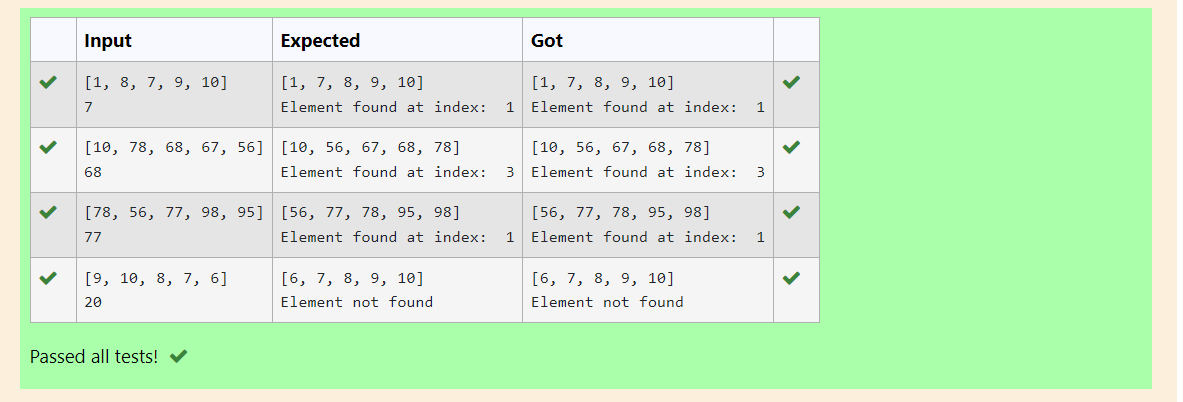 Input Expected Got
[1, 8, 7, 9, 10] [1, 7, 8, 9, 10] [1, 7, 8, 9, 10]
7 Element found at index:  1 Element found at index:  1
[10, 78, 68, 67, 56] [10, 56, 67, 68, 78] [10, 56, 67, 68, 78]
68 Element found at index:  3 Element found at index:  3
[78, 56, 77, 98, 95] [56, 77, 78, 95, 98] [56, 77, 78, 95, 98]
77 Element found at index:  1 Element found at index:  1
[9, 10, 8, 7, 6] [6, 7, 8, 9, 10] [6, 7, 8, 9, 10]
20 Element not found Element not found
Passed all tests!